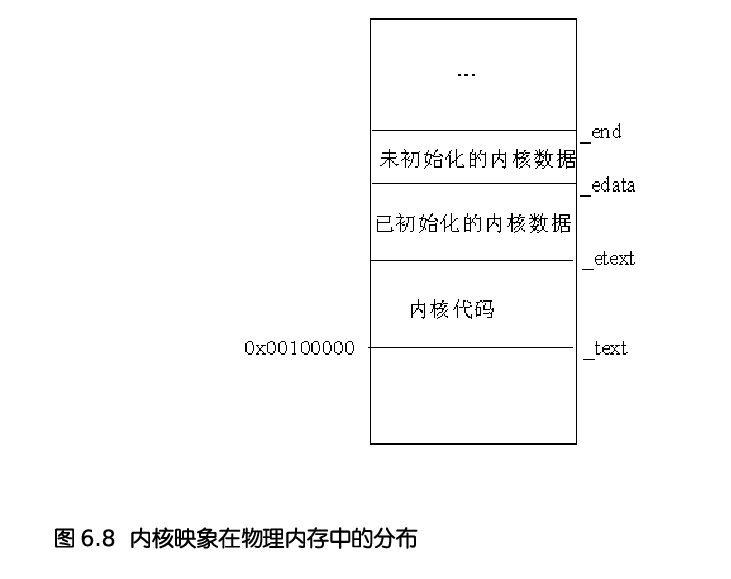 ...
_end
未初始化的内核数据
_edata
已初始化的内核数据
_etext
内核代码
0x00100000
_text
图 6.8 内核映象在物理内存中的分布